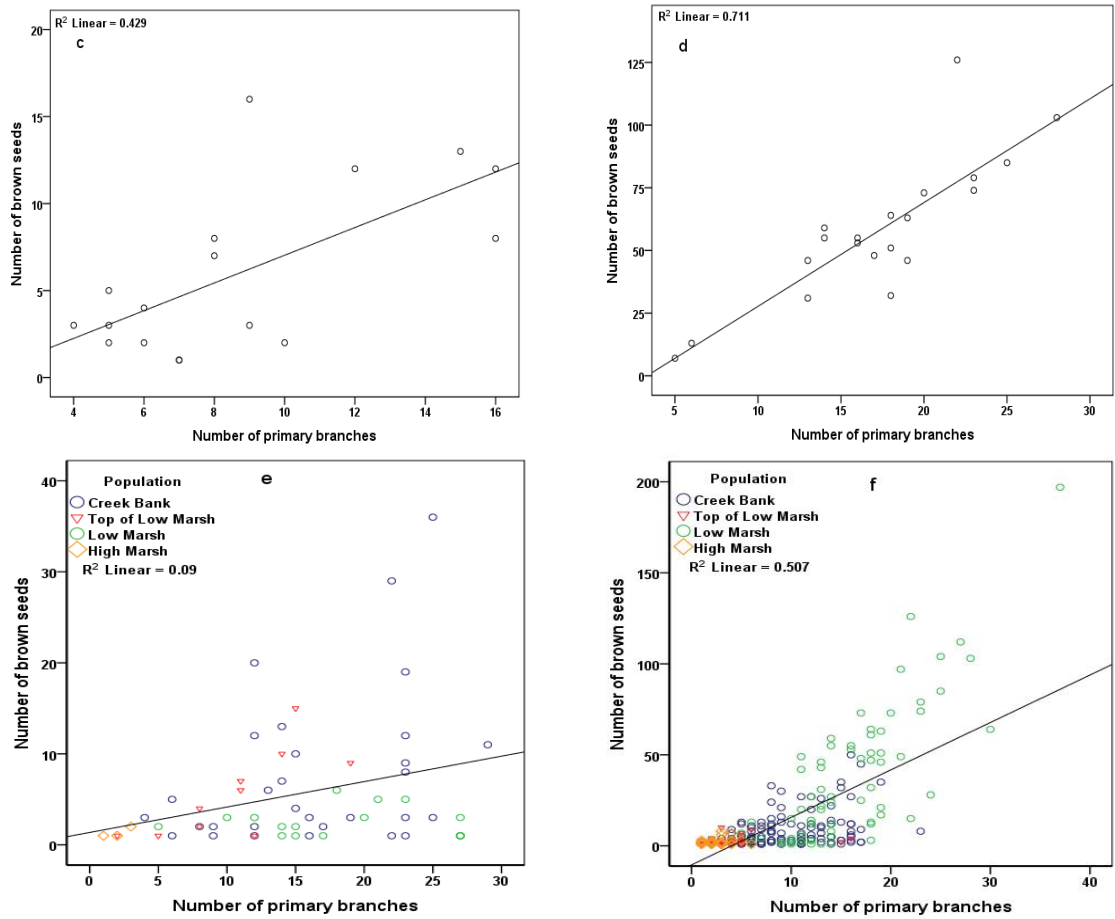 R² Linear = 0.429
c
20
15
10
5
0
Number of brown seeds
4 6 8 10 12 14 16
Number of primary branches
R² Linear = 0.711
d
125
100
75
50
25
0
Number of brown seeds
5 10 15 20 25 30
Number of primary branches
e
Population
Creek Bank
Top of Low Marsh
Low Marsh
High Marsh
R² Linear = 0.09
40
30
20
10
0
Number of brown seeds
0 5 10 15 20 25 30
Number of primary branches
f
Population
Creek Bank
Top of Low Marsh
Low Marsh
High Marsh
R² Linear = 0.507
200
150
100
50
0
Number of brown seeds
0 10 20 30 40
Number of primary branches